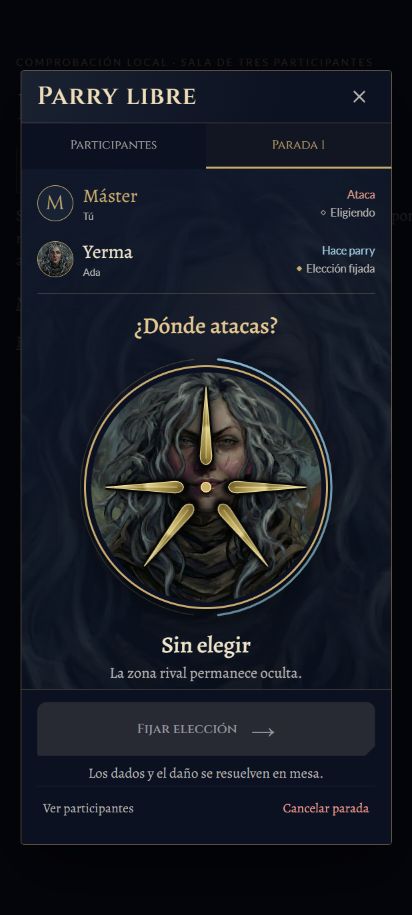 COMPROBACIÓN LOCAL · SALA DE TRES PARTICIPANTES
PARRY LIBRE
PARTICIPANTES
PARADA 1
M
Máster
Tú
Ataca
Eligiendo
Yerma
Ada
Hace parry
Elección fijada
¿Dónde atacas?
Sin elegir
La zona rival permanece oculta.
FIJAR ELECCIÓN →
Los dados y el daño se resuelven en mesa.
Ver participantes
Cancelar parada